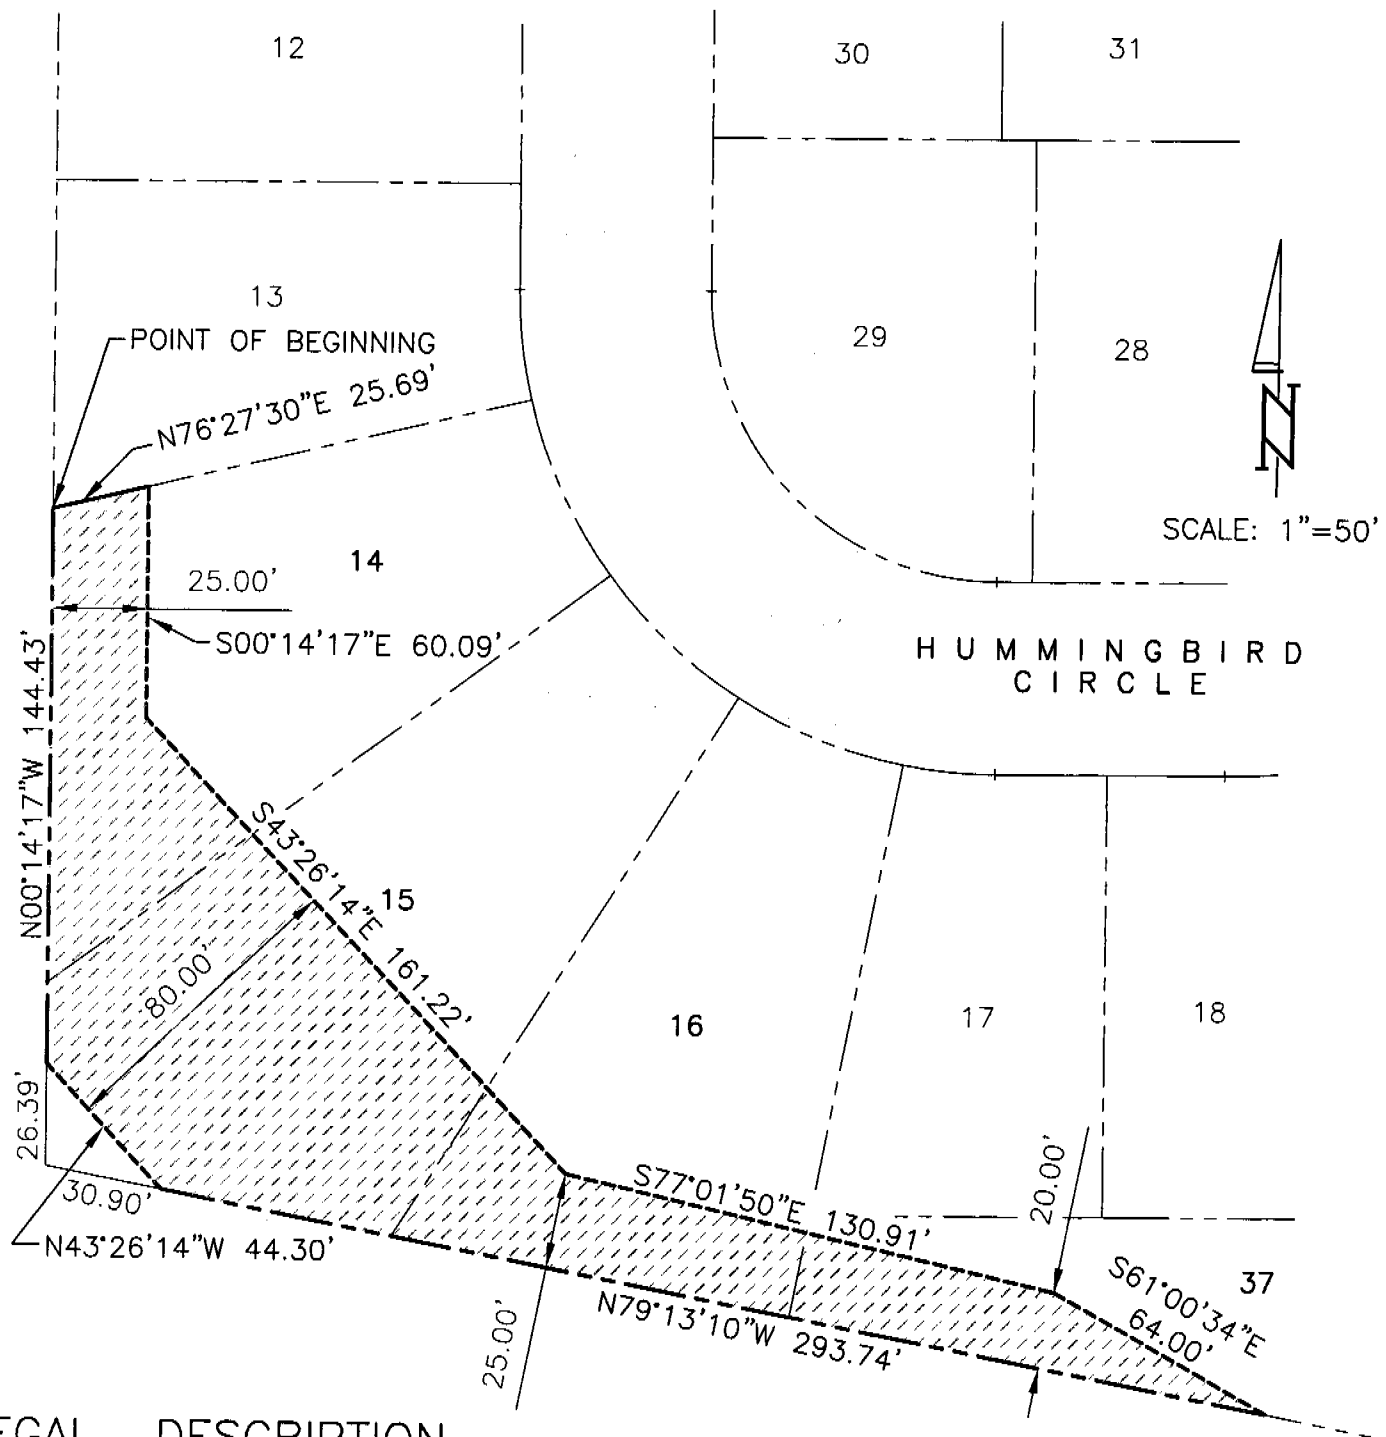 12
30
31
13
POINT OF BEGINNING
N76°27'30"E 25.69'
29
28
N
SCALE: 1"=50'
14
25.00'
S00°14'17"E 60.09'
HUMMINGBIRD
CIRCLE
N00°14'17"W 144.43'
S43°26'14"E 161.22'
15
80.00'
16
17
18
26.39'
30.90'
N43°26'14"W 44.30'
S77°01'50"E 130.91'
20.00'
S61°00'34"E
64.00'
37
N79°13'10"W 293.74'
25.00'
EGAL DESCRIPTION